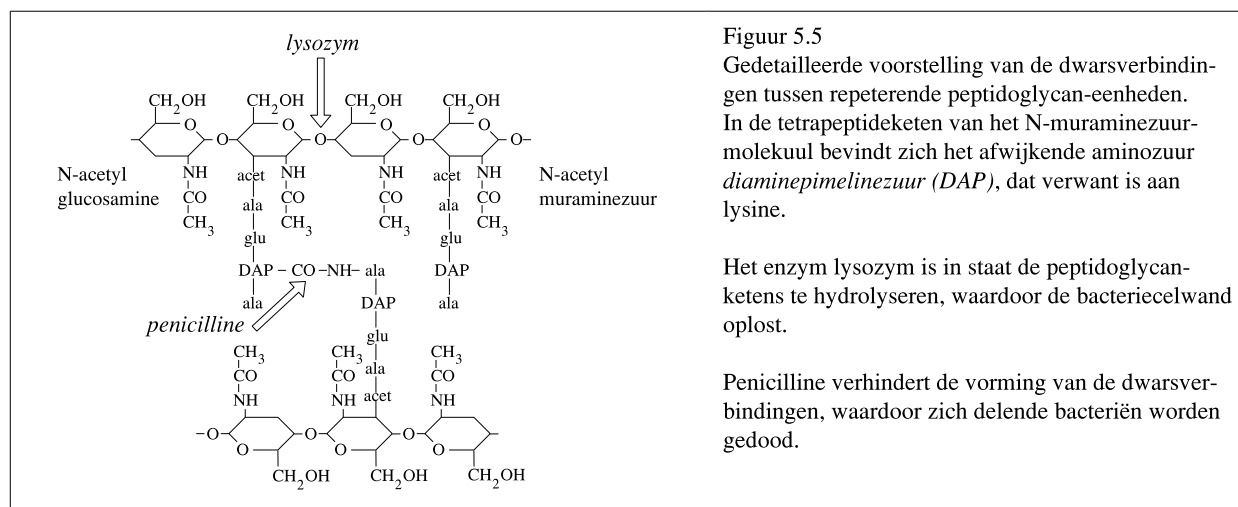 lysozym
CH2OH CH2OH CH2OH CH2OH
O O O O
O O O O
N-acetyl
glucosamine
NH acet NH NH acet NH
CO ala CO CO ala CO
CH3 CH3 CH3 CH3
glu glu
N-acetyl
muraminezuur
DAP – CO – NH – ala DAP
ala DAP ala
penicilline
glu
CH3 CH3 ala CH3
CO CO acet CO
NH NH NH
O O O
O O O
CH2OH CH2OH CH2OH
Figuur 5.5
Gedetailleerde voorstelling van de dwarsverbindin-
gen tussen repeterende peptidoglycan-eenheden.
In de tetrapeptideketen van het N-muraminezuur-
molekuul bevindt zich het afwijkende aminozuur
diaminepimelinezuur (DAP), dat verwant is aan
lysine.
Het enzym lysozym is in staat de peptidoglycan-
ketens te hydrolyseren, waardoor de bacteriecelwand
oplost.
Penicilline verhindert de vorming van de dwarsver-
bindingen, waardoor zich delende bacteriën worden
gedood.